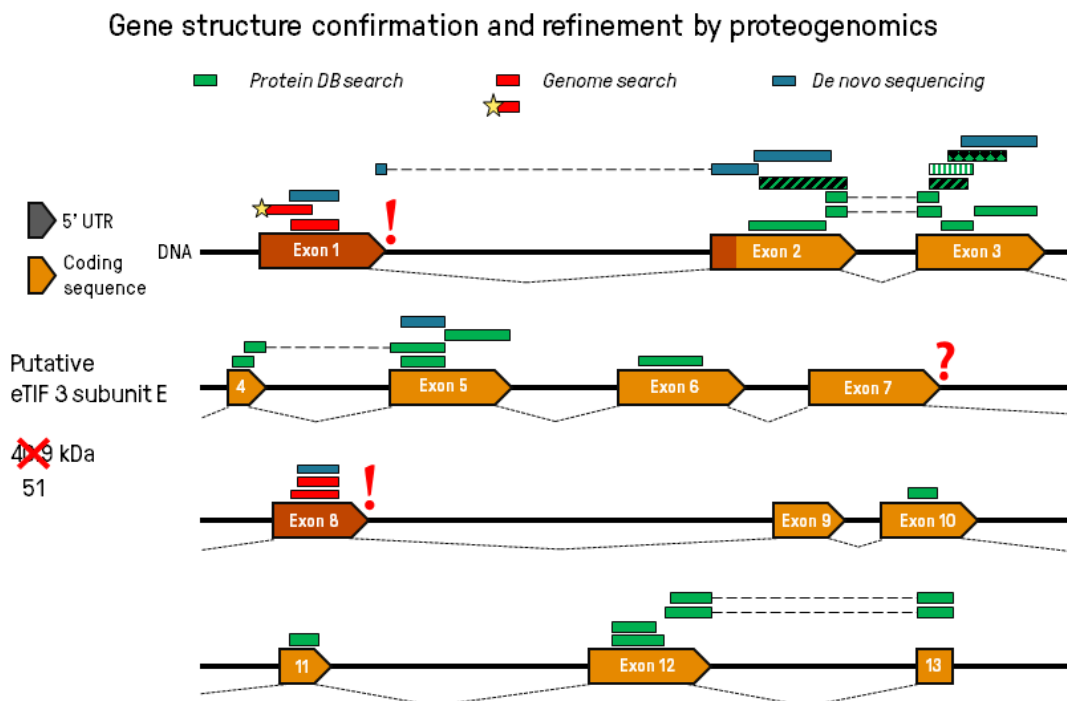 Gene structure confirmation and refinement by proteogenomics
Protein DB search
Genome search
De novo sequencing
5' UTR
Coding
sequence
DNA
Exon 1
!
Exon 2
Exon 3
Putative
eTIF 3 subunit E
4
Exon 5
Exon 6
Exon 7
?
40.9 kDa
51
Exon 8
!
Exon 9
Exon 10
11
Exon 12
13